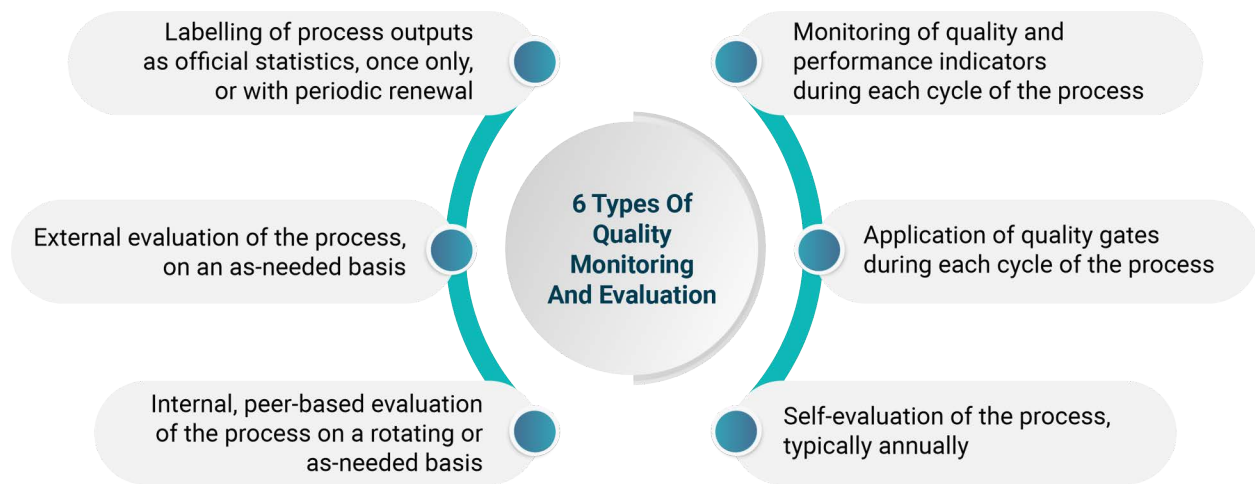 6 Types Of
Quality
Monitoring
And Evaluation
Monitoring of quality and
performance indicators
during each cycle of the process
Application of quality gates
during each cycle of the process
Self-evaluation of the process,
typically annually
Internal, peer-based evaluation
of the process on a rotating or
as-needed basis
External evaluation of the process,
on an as-needed basis
Labelling of process outputs
as official statistics, once only,
or with periodic renewal